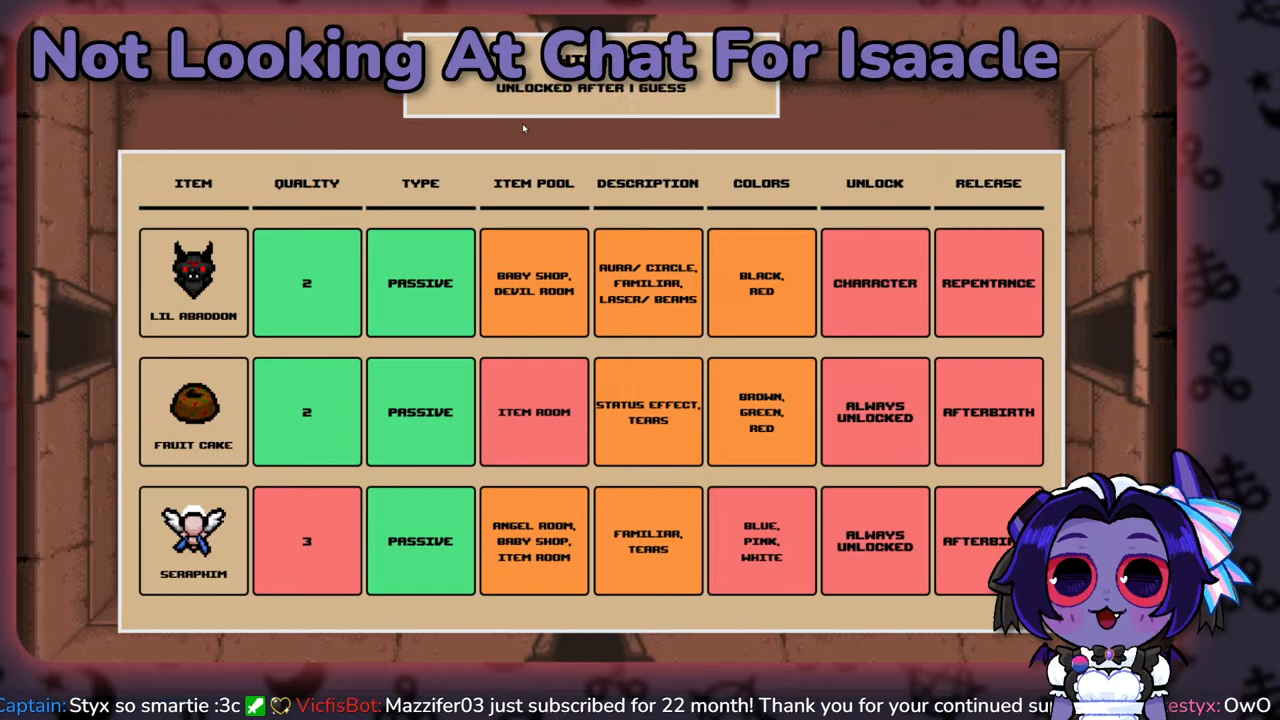 Not Looking At Chat For Isaacle
UNLOCKED AFTER 1 GUESS
ITEM QUALITY TYPE ITEM POOL DESCRIPTION COLORS UNLOCK RELEASE
LIL ABADDON
2
PASSIVE
BABY SHOP,
DEVIL ROOM
AURA/ CIRCLE,
FAMILIAR,
LASER/ BEAMS
BLACK,
RED
CHARACTER
REPENTANCE
FRUIT CAKE
2
PASSIVE
ITEM ROOM
STATUS EFFECT,
TEARS
BROWN,
GREEN,
RED
ALWAYS
UNLOCKED
AFTERBIRTH
SERAPHIM
3
PASSIVE
ANGEL ROOM,
BABY SHOP,
ITEM ROOM
FAMILIAR,
TEARS
BLUE,
PINK,
WHITE
ALWAYS
UNLOCKED
Captain: Styx so smartie :3c VicfisBot: Mazzifer03 just subscribed for 22 month! Thank you for your continued estyx: OwO